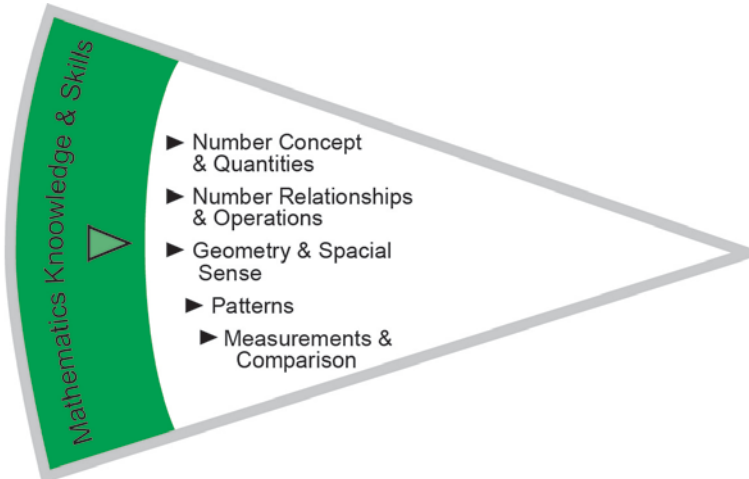 Mathematics Knoowledge & Skills
► Number Concept
& Quantities
► Number Relationships
& Operations
► Geometry & Spacial
Sense
► Patterns
► Measurements &
Comparison